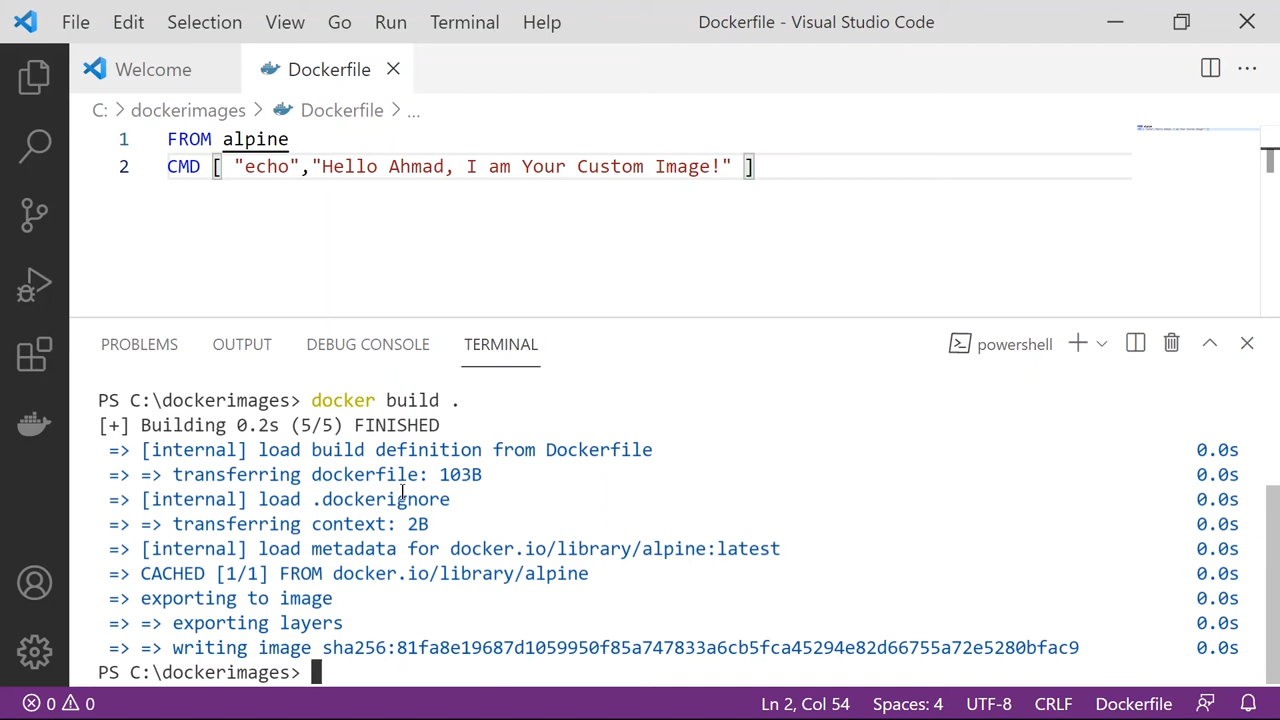 File Edit Selection View Go Run Terminal Help Dockerfile - Visual Studio Code
Welcome Dockerfile
C: > dockerimages > Dockerfile > ...
1 FROM alpine
2 CMD [ "echo","Hello Ahmad, I am Your Custom Image!" ]
PROBLEMS OUTPUT DEBUG CONSOLE TERMINAL powershell
PS C:\dockerimages> docker build .
[+] Building 0.2s (5/5) FINISHED
=> [internal] load build definition from Dockerfile 0.0s
=> => transferring dockerfile: 103B 0.0s
=> [internal] load .dockerignore 0.0s
=> => transferring context: 2B 0.0s
=> [internal] load metadata for docker.io/library/alpine:latest 0.0s
=> CACHED [1/1] FROM docker.io/library/alpine 0.0s
=> exporting to image 0.0s
=> => exporting layers 0.0s
=> => writing image sha256:81fa8e19687d1059950f85a747833a6cb5fca45294e82d66755a72e5280bfac9 0.0s
PS C:\dockerimages>
0 0 Ln 2, Col 54 Spaces: 4 UTF-8 CRLF Dockerfile